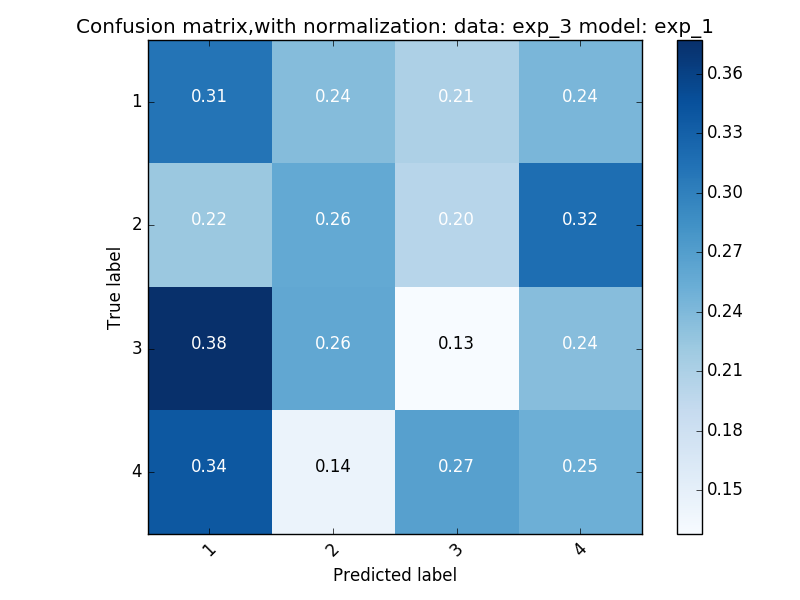 Confusion matrix,with normalization: data: exp_3 model: exp_1
1 0.31 0.24 0.21 0.24
2 0.22 0.26 0.20 0.32
3 0.38 0.26 0.13 0.24
4 0.34 0.14 0.27 0.25
1 2 3 4
True label
Predicted label
0.36
0.33
0.30
0.27
0.24
0.21
0.18
0.15